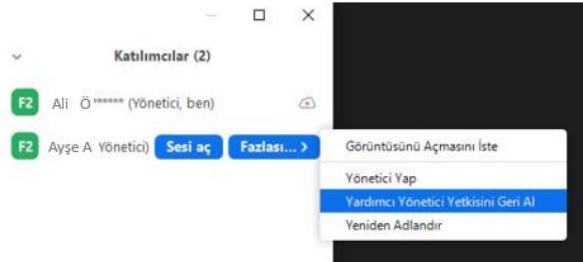 Katılımcılar (2)
F2 Ali Ö****** (Yönetici, ben)
F2 Ayşe A Yönetici) Sesi aç Fazlası... >
Görüntüsünü Açmasını İste
Yönetici Yap
Yardımcı Yönetici Yetkisini Geri Al
Yeniden Adlandır